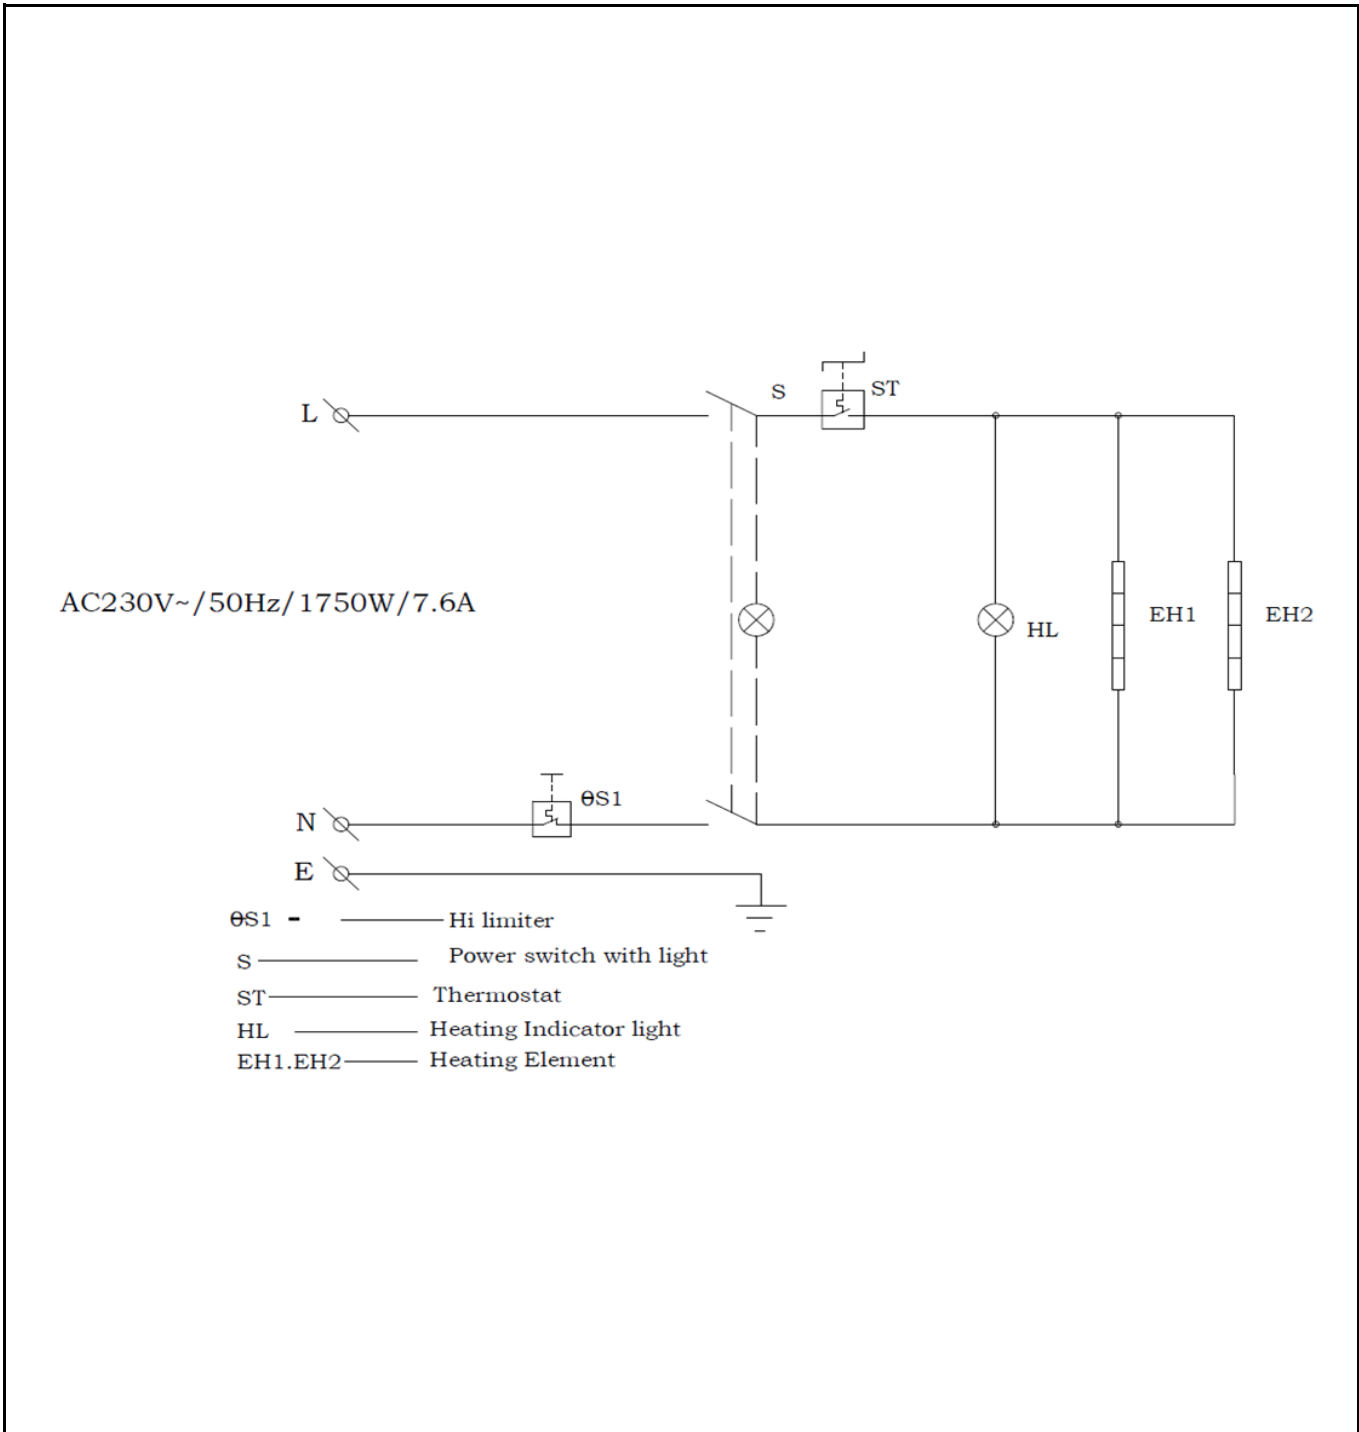 S
ST
L
AC230V~/50Hz/1750W/7.6A
EH1
EH2
HL
θS1
N
E
θS1 - Hi limiter
S Power switch with light
ST Thermostat
HL Heating Indicator light
EH1.EH2 Heating Element